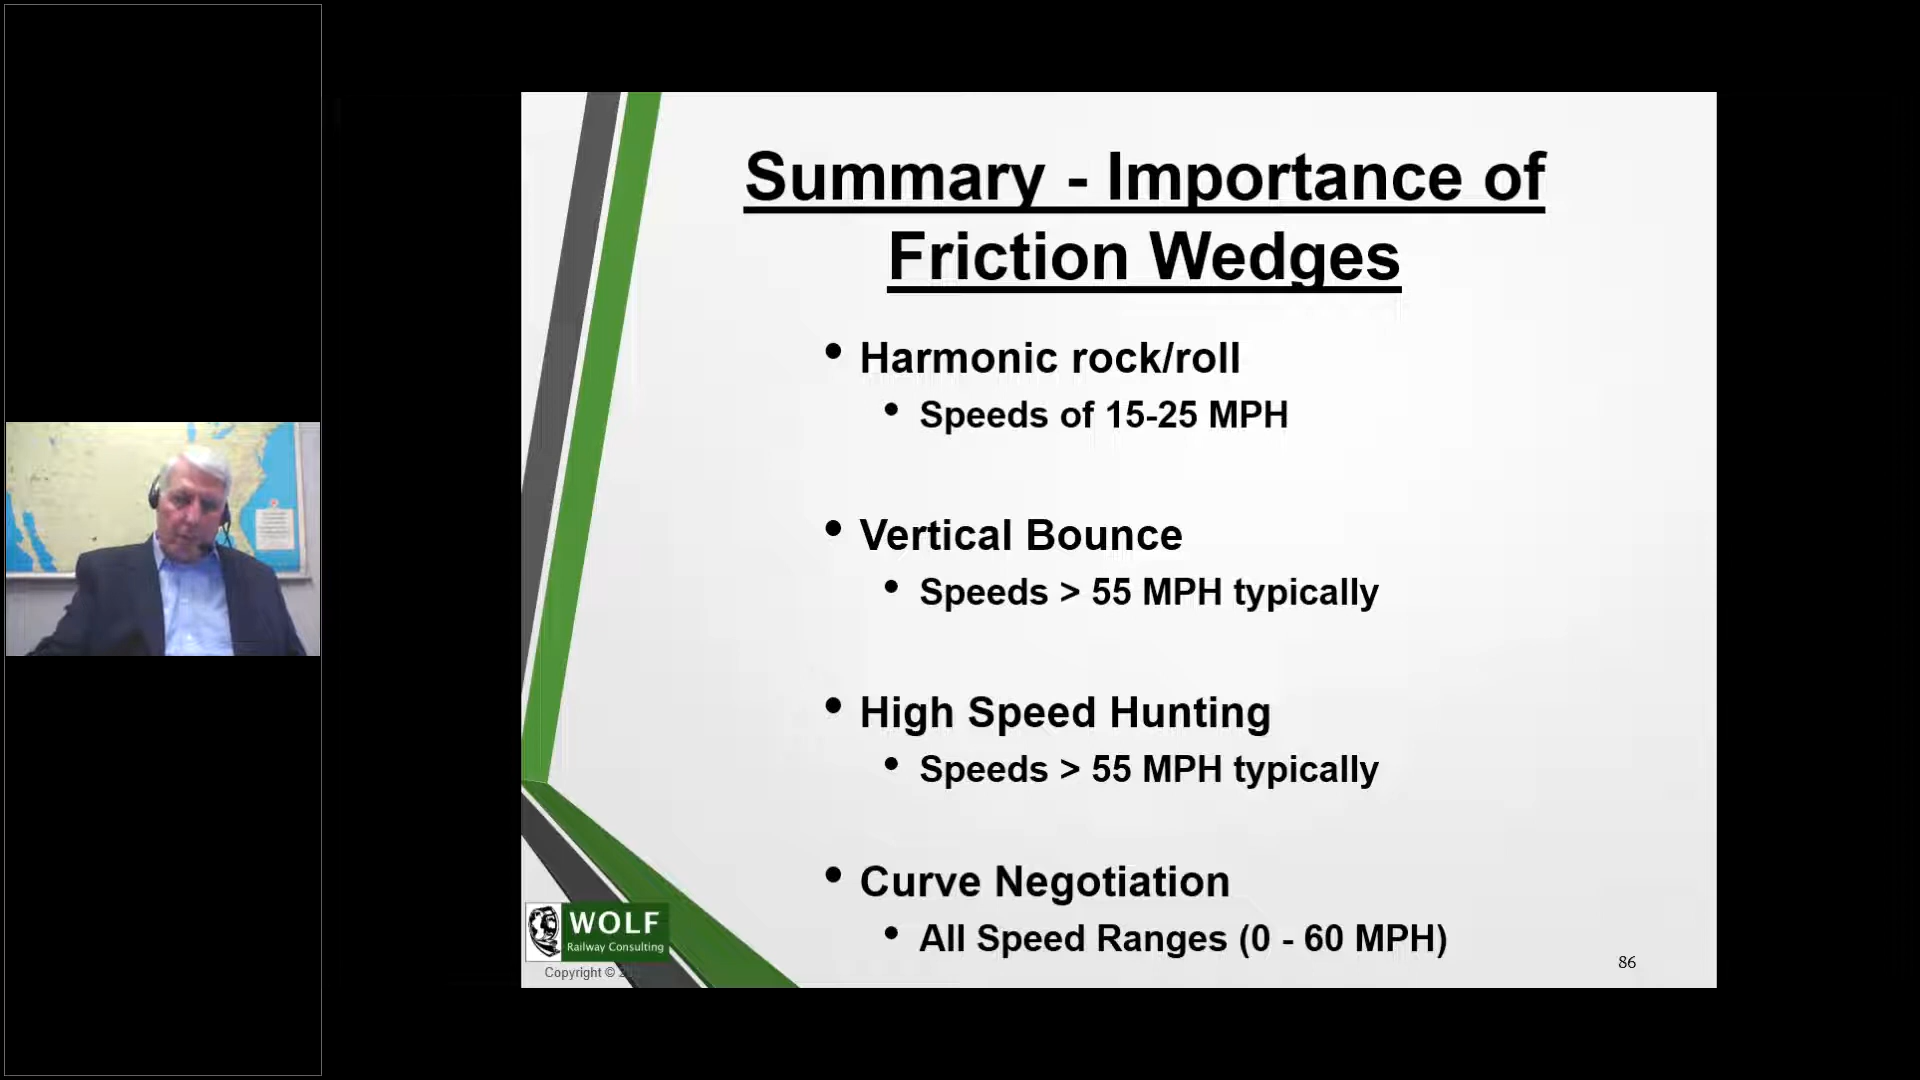 Summary - Importance of
Friction Wedges
• Harmonic rock/roll
• Speeds of 15-25 MPH
• Vertical Bounce
• Speeds > 55 MPH typically
• High Speed Hunting
• Speeds > 55 MPH typically
• Curve Negotiation
• All Speed Ranges (0 - 60 MPH)
WOLF
Railway Consulting
Copyright ©
86